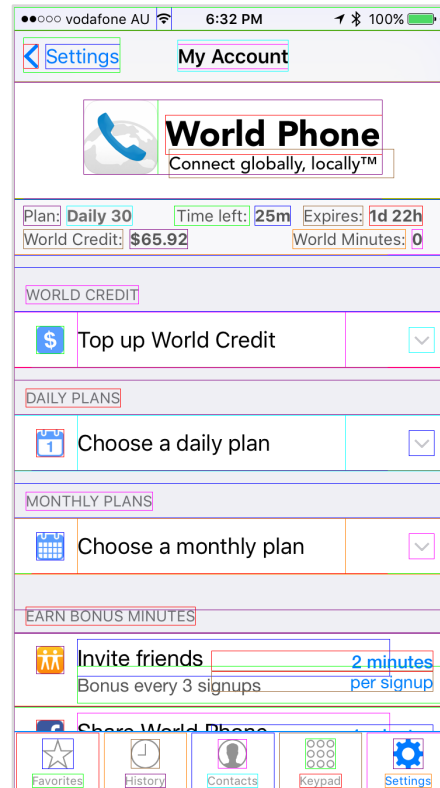 vodafone AU 6:32 PM 100%
Settings My Account
World Phone
Connect globally, locally™
Plan: Daily 30 Time left: 25m Expires: 1d 22h
World Credit: $65.92 World Minutes: 0
WORLD CREDIT
$ Top up World Credit
DAILY PLANS
1 Choose a daily plan
MONTHLY PLANS
Choose a monthly plan
EARN BONUS MINUTES
Invite friends 2 minutes
Bonus every 3 signups per signup
Share World Phone
Favorites History Contacts Keypad Settings